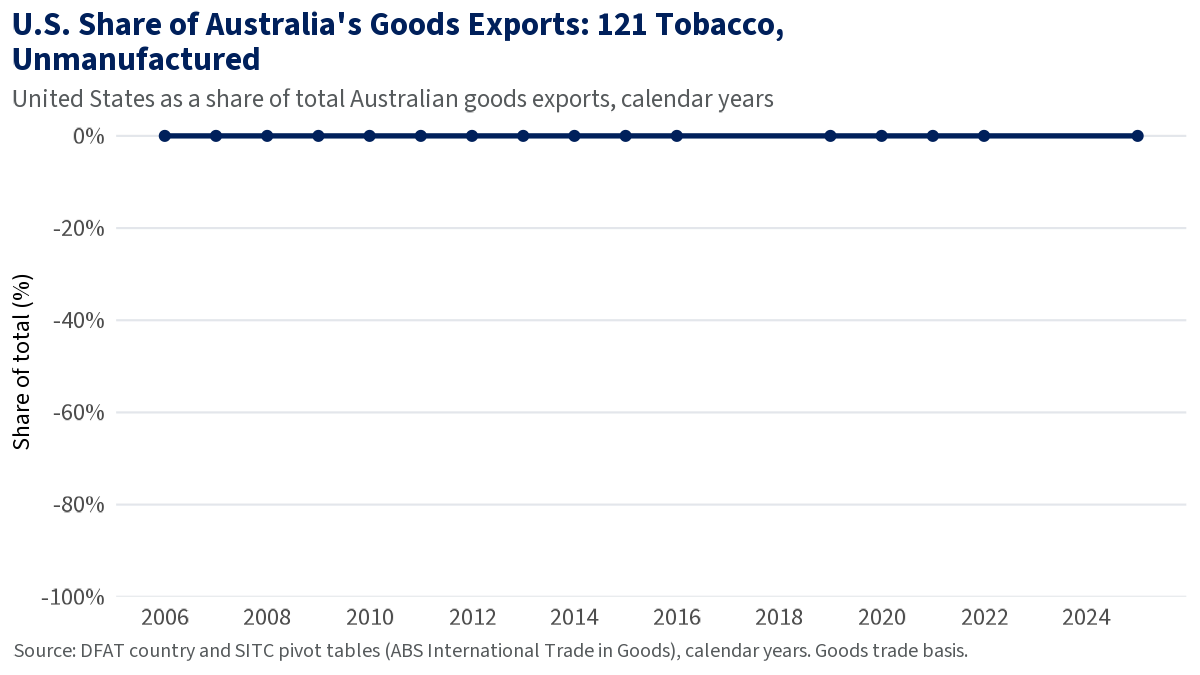 U.S. Share of Australia's Goods Exports: 121 Tobacco,
Unmanufactured
United States as a share of total Australian goods exports, calendar years
Share of total (%)
0%
-20%
-40%
-60%
-80%
-100%
2006 2008 2010 2012 2014 2016 2018 2020 2022 2024
Source: DFAT country and SITC pivot tables (ABS International Trade in Goods), calendar years. Goods trade basis.